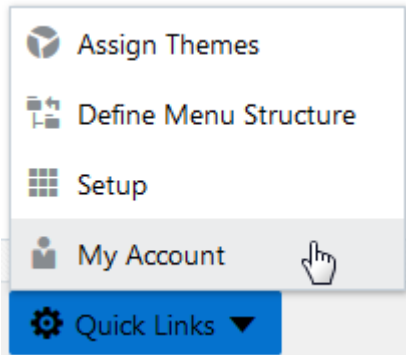 Assign Themes
Define Menu Structure
Setup
My Account
Quick Links